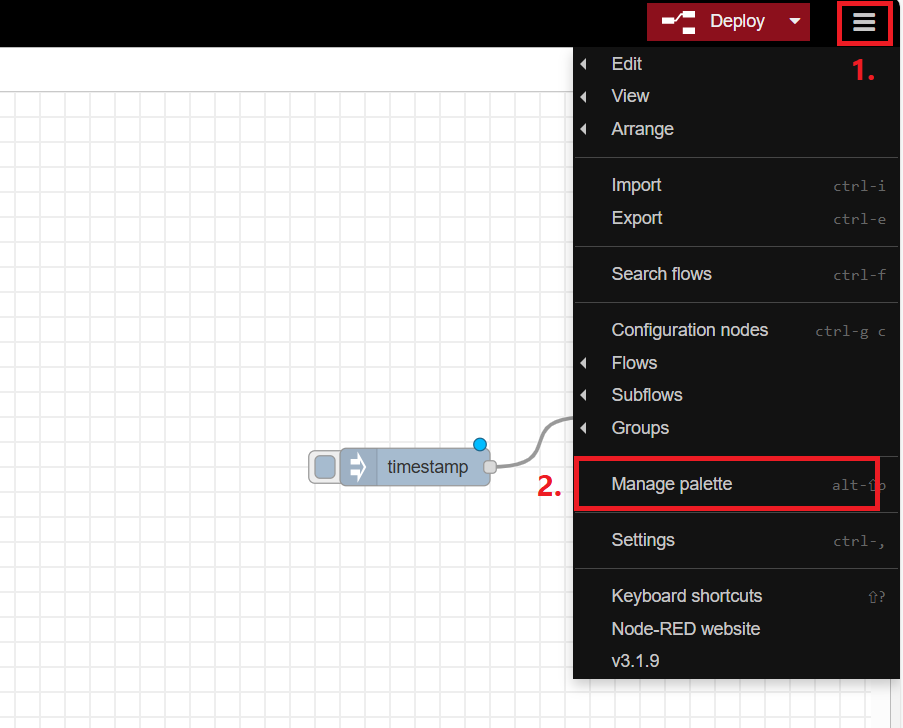 Deploy
1.
Edit
View
Arrange
Import ctrl-i
Export ctrl-e
Search flows ctrl-f
Configuration nodes ctrl-g c
Flows
Subflows
Groups
timestamp
2.
Manage palette alt-⇧p
Settings ctrl-,
Keyboard shortcuts ⇧?
Node-RED website
v3.1.9